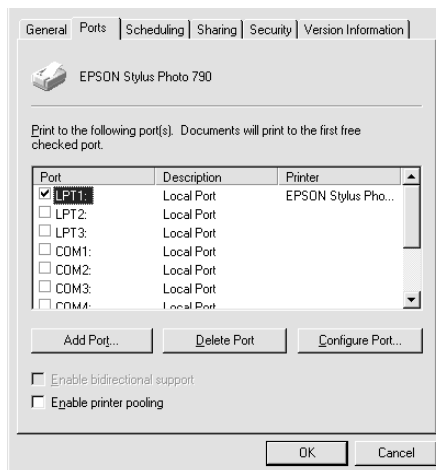 General Ports Scheduling Sharing Security Version Information
EPSON Stylus Photo 790
Print to the following port(s). Documents will print to the first free
checked port.
Port Description Printer
LPT1: Local Port EPSON Stylus Pho...
LPT2: Local Port
LPT3: Local Port
COM1: Local Port
COM2: Local Port
COM3: Local Port
COM4: Local Port
Add Port... Delete Port Configure Port...
Enable bidirectional support
Enable printer pooling
OK Cancel